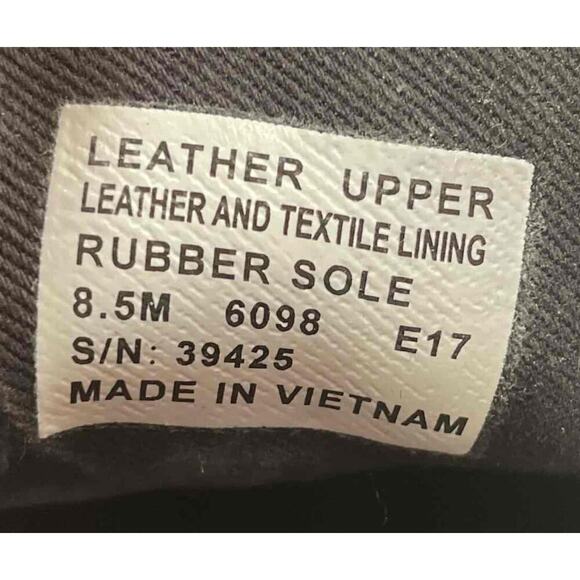 LEATHER UPPER
LEATHER AND TEXTILE LINING
RUBBER SOLE
8.5M 6098 E17
S/N: 39425
MADE IN VIETNAM